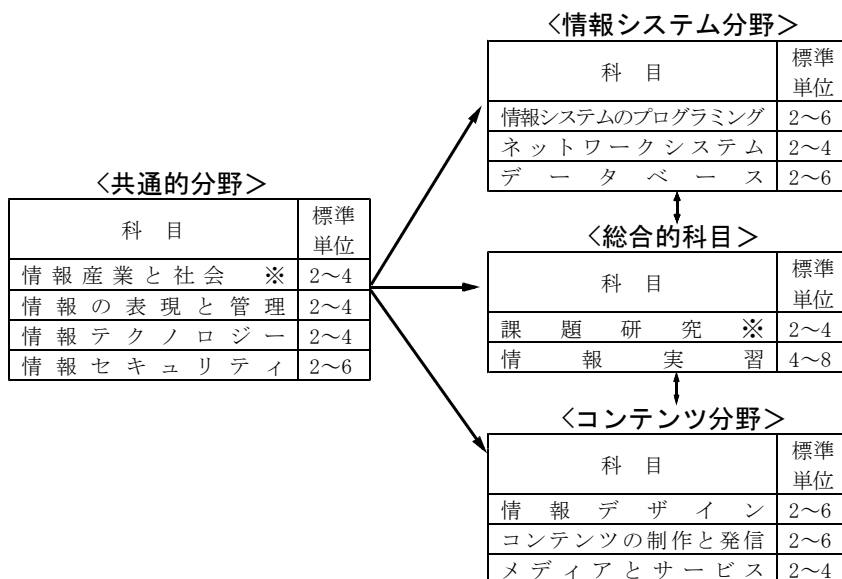 <共通的分野>
科 目 標準単位
情報産業と社会 ※ 2～4
情報の表現と管理 2～4
情報テクノロジー 2～4
情報セキュリティ 2～6
<情報システム分野>
科 目 標準単位
情報システムのプログラミング 2～6
ネットワークシステム 2～4
データベース 2～6
<総合的科目>
科 目 標準単位
課題研究 ※ 2～4
情報実習 4～8
<コンテンツ分野>
科 目 標準単位
情報デザイン 2～6
コンテンツの制作と発信 2～6
メディアとサービス 2～4